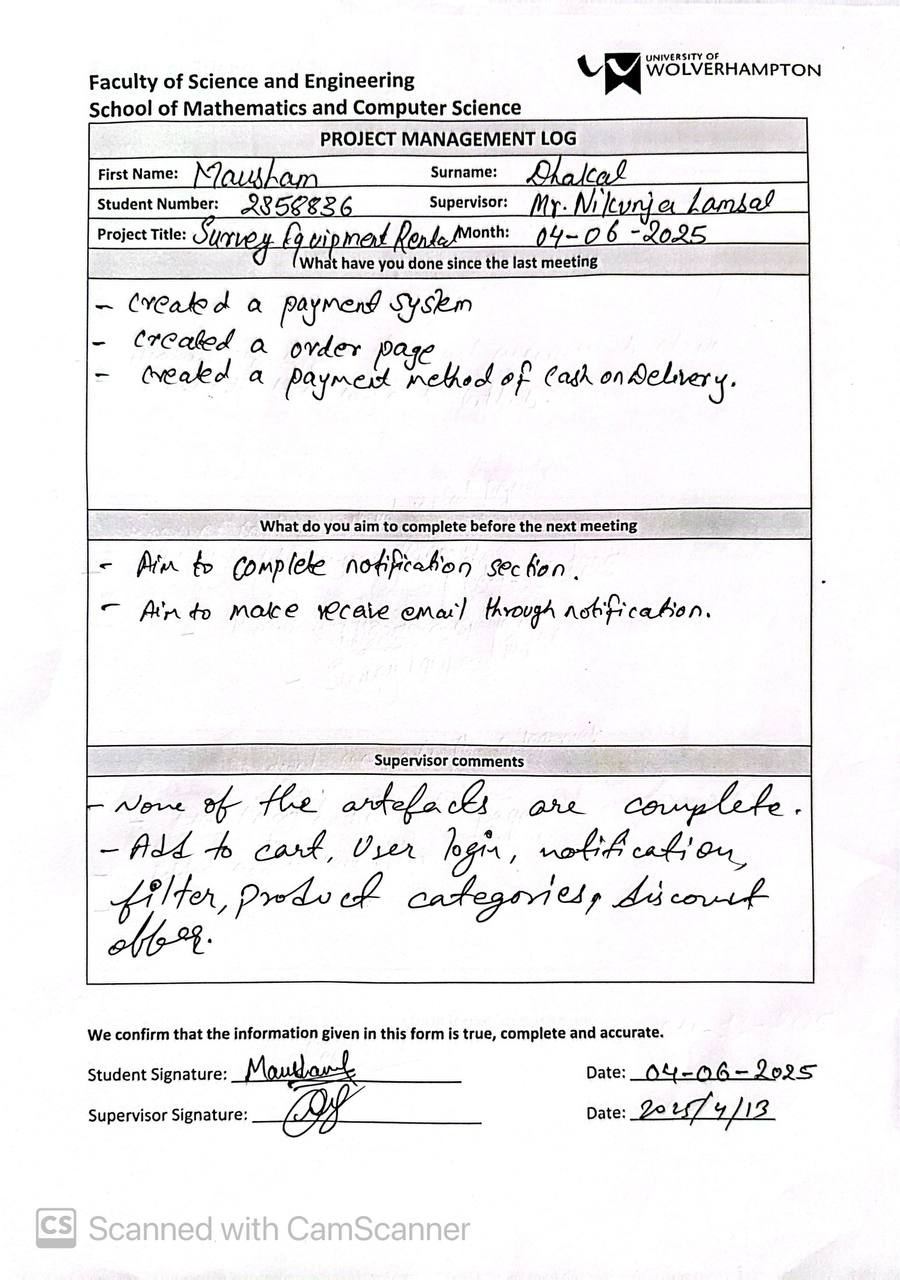 UNIVERSITY OF
WOLVERHAMPTON
Faculty of Science and Engineering
School of Mathematics and Computer Science
PROJECT MANAGEMENT LOG
First Name: Mausham Surname: Dhakal
Student Number: 2358836 Supervisor: Mr. Nikunja Lamsal
Project Title: Survey Equipment Rental Month: 04-06-2025
What have you done since the last meeting
- Created a payment system
- Created a order page
- Created a payment method of Cash on Delivery.
What do you aim to complete before the next meeting
- Aim to complete notification section.
- Aim to make receive email through notification.
Supervisor comments
- None of the artefacts are complete.
- Add to cart, User login, notification,
filter, product categories, discount
offer.
We confirm that the information given in this form is true, complete and accurate.
Student Signature: Date: 04-06-2025
Supervisor Signature: Date: 2025/4/13
CS Scanned with CamScanner